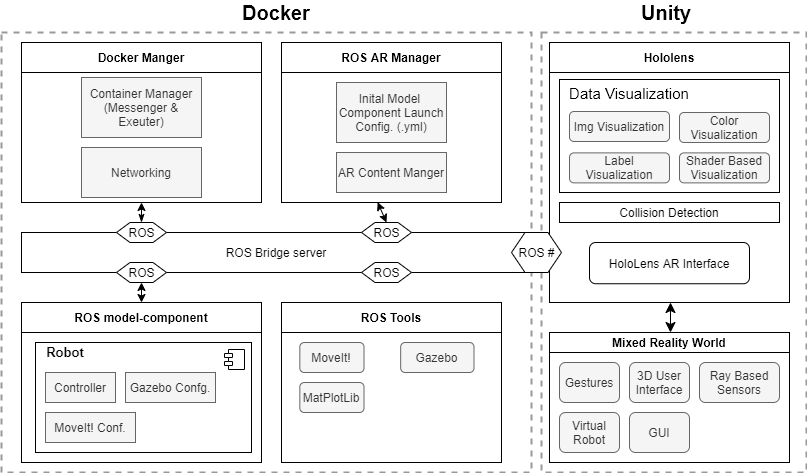 Docker
Unity
Docker Manger
Container Manager
(Messenger &
Exeuter)
Networking
ROS AR Manager
Inital Model
Component Launch
Config. (.yml)
AR Content Manger
Hololens
Data Visualization
Img Visualization
Color
Visualization
Label
Visualization
Shader Based
Visualization
Collision Detection
HoloLens AR Interface
ROS
ROS
ROS Bridge server
ROS #
ROS
ROS
ROS model-component
Robot
Controller
Gazebo Confg.
MoveIt! Conf.
ROS Tools
MoveIt!
Gazebo
MatPlotLib
Mixed Reality World
Gestures
3D User
Interface
Ray Based
Sensors
Virtual
Robot
GUI